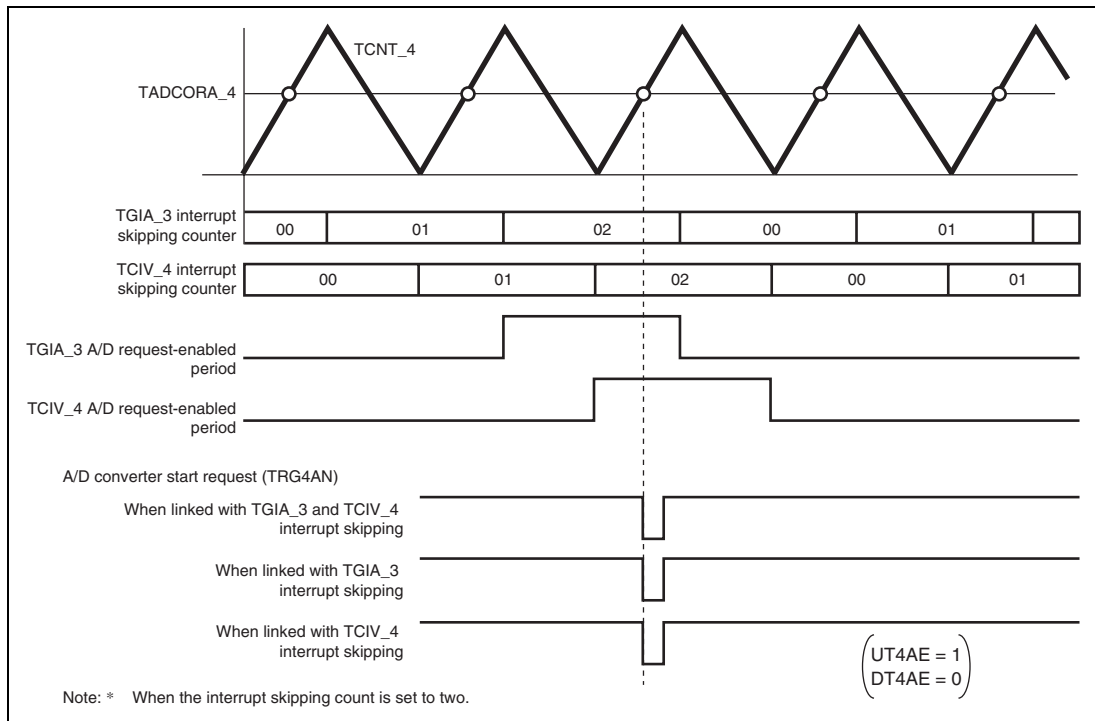 TCNT_4
TADCORA_4
TGIA_3 interrupt
skipping counter
00 01 02 00 01
TCIV_4 interrupt
skipping counter
00 01 02 00 01
TGIA_3 A/D request-enabled
period
TCIV_4 A/D request-enabled
period
A/D converter start request (TRG4AN)
When linked with TGIA_3 and TCIV_4
interrupt skipping
When linked with TGIA_3
interrupt skipping
When linked with TCIV_4
interrupt skipping
UT4AE = 1
DT4AE = 0
Note: * When the interrupt skipping count is set to two.